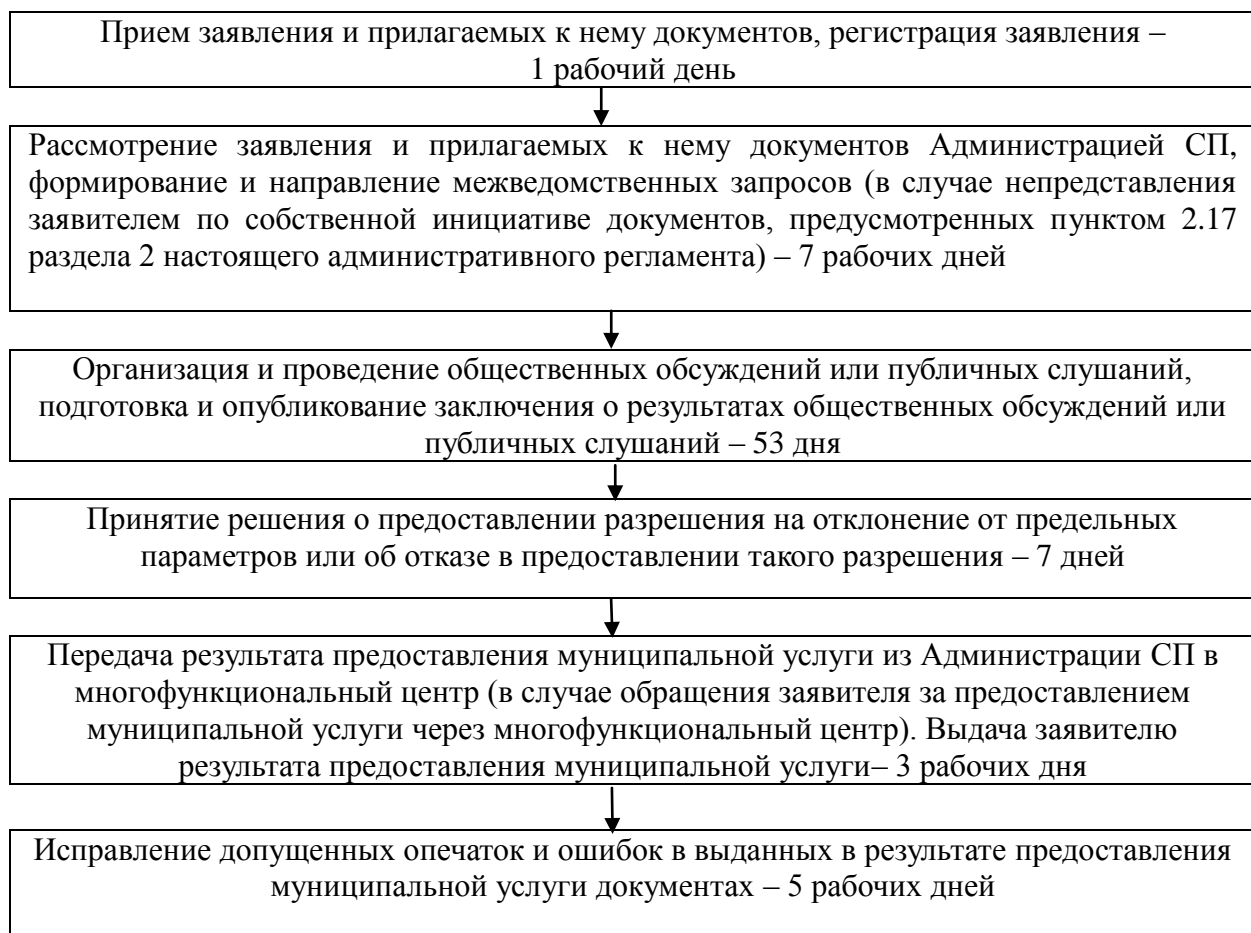 Прием заявления и прилагаемых к нему документов, регистрация заявления –
1 рабочий день
Рассмотрение заявления и прилагаемых к нему документов Администрацией СП,
формирование и направление межведомственных запросов (в случае непредставления
заявителем по собственной инициативе документов, предусмотренных пунктом 2.17
раздела 2 настоящего административного регламента) – 7 рабочих дней
Организация и проведение общественных обсуждений или публичных слушаний,
подготовка и опубликование заключения о результатах общественных обсуждений или
публичных слушаний – 53 дня
Принятие решения о предоставлении разрешения на отклонение от предельных
параметров или об отказе в предоставлении такого разрешения – 7 дней
Передача результата предоставления муниципальной услуги из Администрации СП в
многофункциональный центр (в случае обращения заявителя за предоставлением
муниципальной услуги через многофункциональный центр). Выдача заявителю
результата предоставления муниципальной услуги– 3 рабочих дня
Исправление допущенных опечаток и ошибок в выданных в результате предоставления
муниципальной услуги документах – 5 рабочих дней